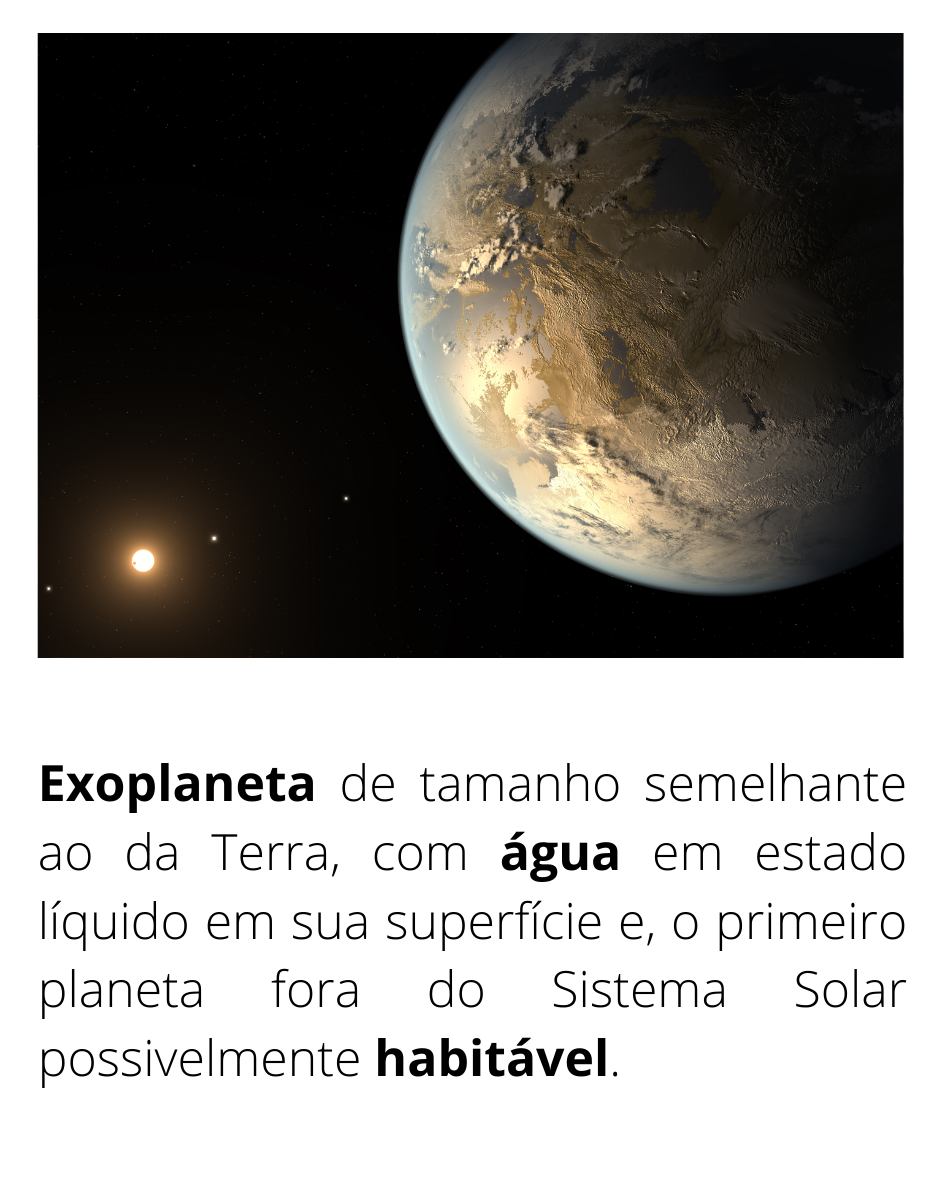 Exoplaneta de tamanho semelhante
ao da Terra, com água em estado
líquido em sua superfície e, o primeiro
planeta fora do Sistema Solar
possivelmente habitável.